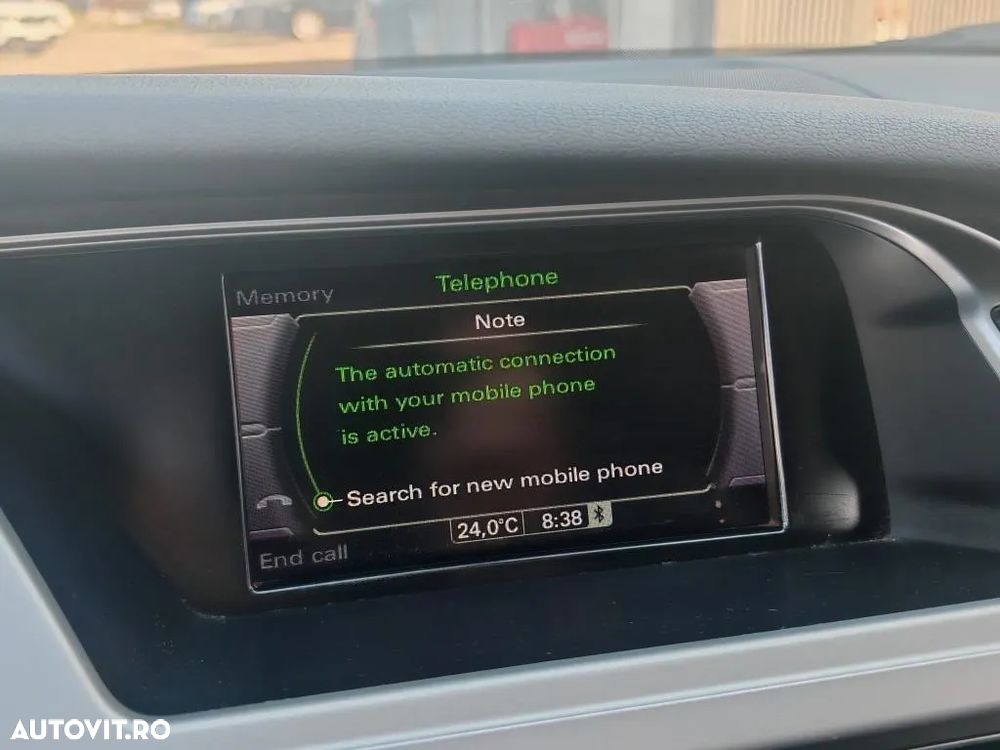 Memory
Telephone
Note
The automatic connection
with your mobile phone
is active.
Search for new mobile phone
24,0°C 8:38
End call
AUTOVIT.RO